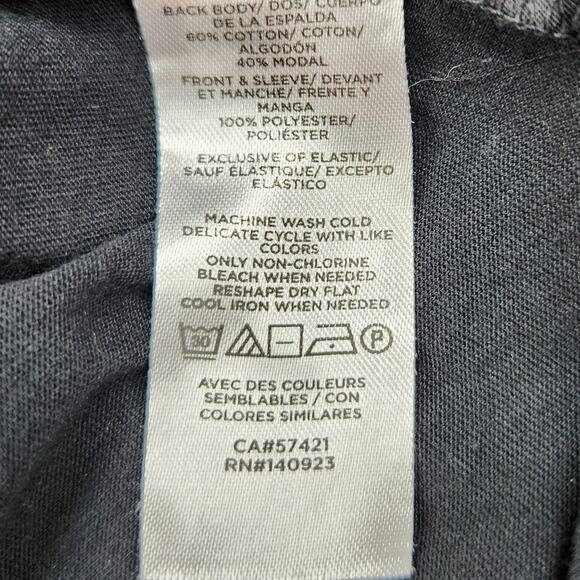 BACK BODY/ DOS/ CUERPO
DE LA ESPALDA
60% COTTON/ COTON/
ALGODÓN
40% MODAL
FRONT & SLEEVE/ DEVANT
ET MANCHE/ FRENTE Y
MANGA
100% POLYESTER/
POLIÉSTER
EXCLUSIVE OF ELASTIC/
SAUF ÉLASTIQUE/ EXCEPTO
ELÁSTICO
MACHINE WASH COLD
DELICATE CYCLE WITH LIKE
COLORS
ONLY NON-CHLORINE
BLEACH WHEN NEEDED
RESHAPE DRY FLAT
COOL IRON WHEN NEEDED
30 P
AVEC DES COULEURS
SEMBLABLES / CON
COLORES SIMILARES
CA#57421
RN#140923